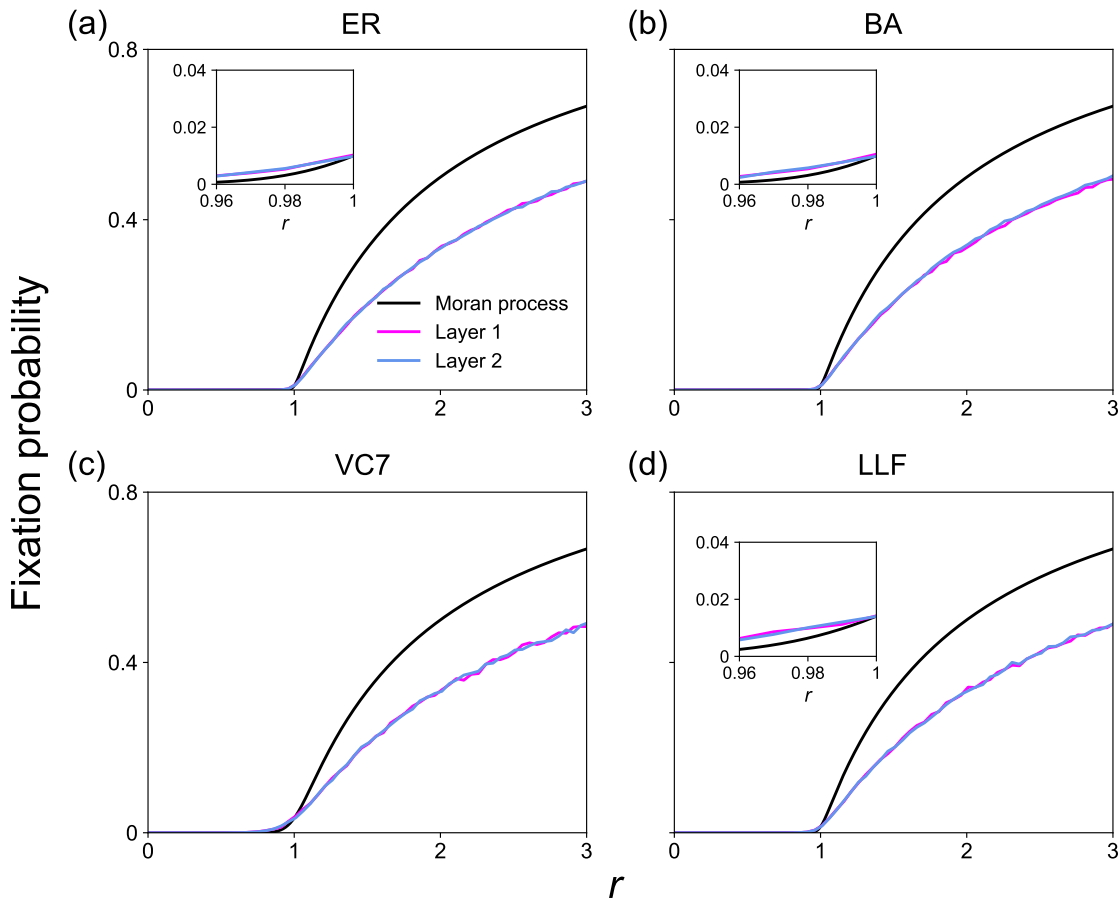 (a) ER
0.8
0.4
0
0 1 2 3
0.04
0.02
0
0.96 0.98 1
r
Moran process
Layer 1
Layer 2
(b) BA
0 1 2 3
0.04
0.02
0
0.96 0.98 1
r
(c) VC7
0.8
0.4
0
0 1 2 3
(d) LLF
0 1 2 3
0.04
0.02
0
0.96 0.98 1
r
Fixation probability
r